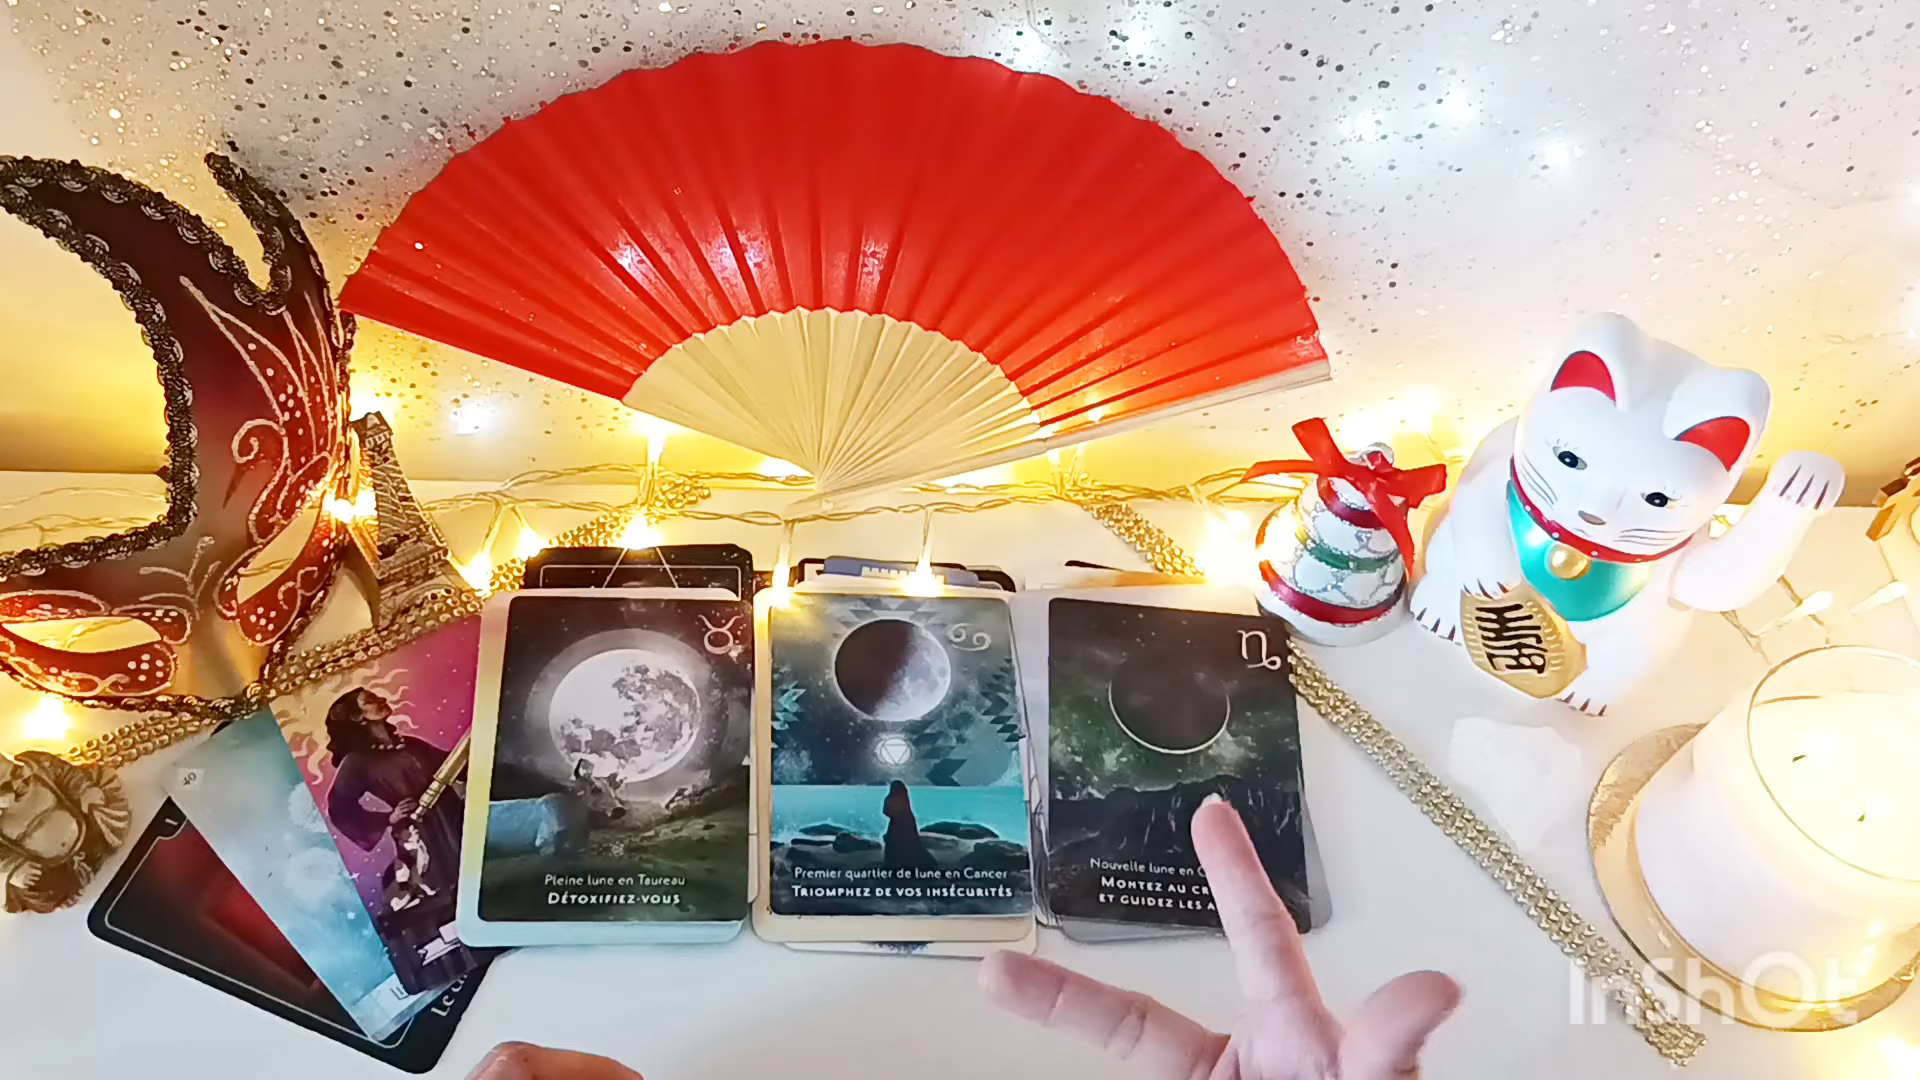 Pleine lune en Taureau
DÉTOXIFIEZ-VOUS
Premier quartier de lune en Cancer
TRIOMPHEZ DE VOS INSÉCURITÉS
Nouvelle lune en
MONTEZ AU
ET GUIDEZ LES
I
Le
InShOt